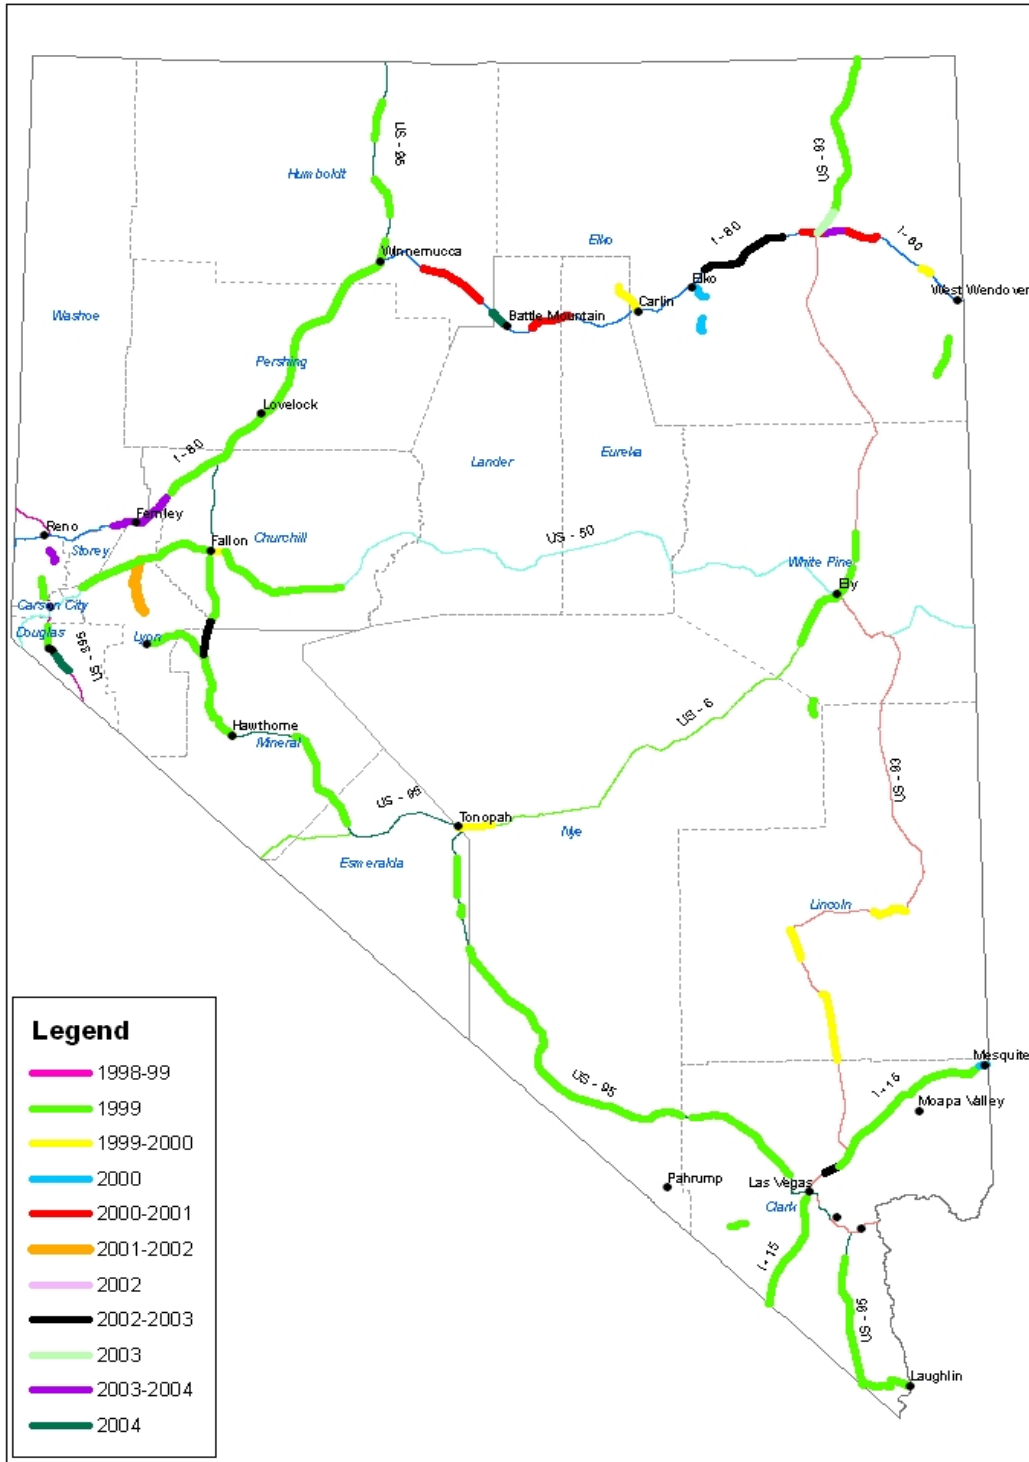 US - 95
US - 93
Humboldt
Winnemucca
Elko
I - 80
I - 80
Elko
West Wendover
Carlin
Battle Mountain
Washoe
Pershing
Lovelock
I - 80
Lander
Eureka
Reno
Fernley
Storey
Fallon
Churchill
US - 50
White Pine
Ely
Carson City
Douglas
Lyon
US - 395
Hawthorne
Mineral
US - 6
US - 93
US - 95
Tonopah
Nye
Esmeralda
Lincoln
Mesquite
I - 15
Moapa Valley
US - 95
Pahrump
Las Vegas
Clark
I - 15
US - 95
Laughlin
Legend
1998-99
1999
1999-2000
2000
2000-2001
2001-2002
2002
2002-2003
2003
2003-2004
2004